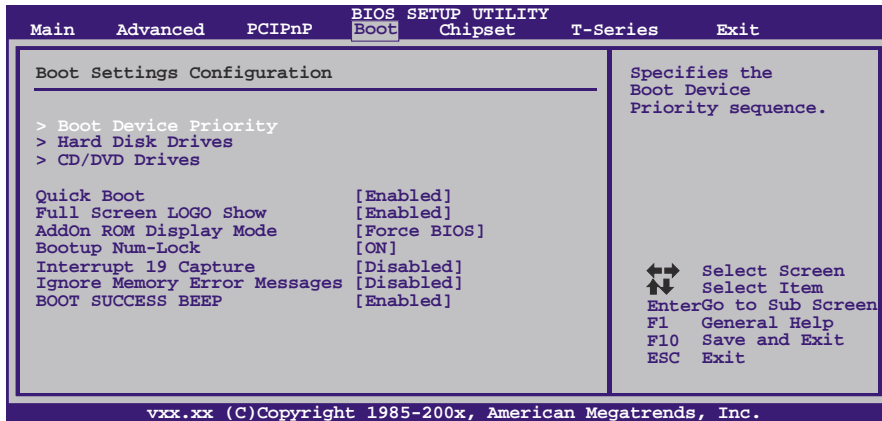 BIOS SETUP UTILITY
Main Advanced PCIPnP Boot Chipset T-Series Exit
Boot Settings Configuration
> Boot Device Priority
> Hard Disk Drives
> CD/DVD Drives
Quick Boot [Enabled]
Full Screen LOGO Show [Enabled]
AddOn ROM Display Mode [Force BIOS]
Bootup Num-Lock [ON]
Interrupt 19 Capture [Disabled]
Ignore Memory Error Messages [Disabled]
BOOT SUCCESS BEEP [Enabled]
Specifies the
Boot Device
Priority sequence.
Select Screen
Select Item
EnterGo to Sub Screen
F1 General Help
F10 Save and Exit
ESC Exit
vxx.xx (C)Copyright 1985-200x, American Megatrends, Inc.